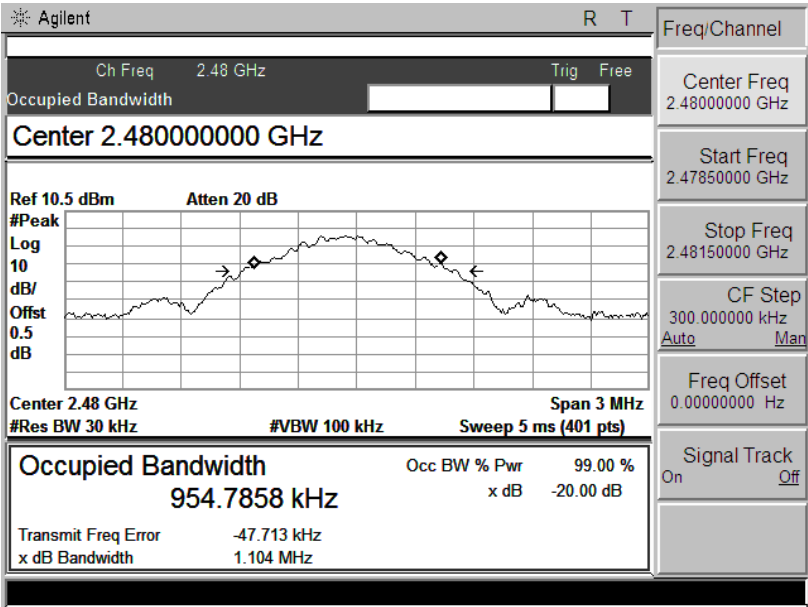 Agilent R T
Freq/Channel
Ch Freq 2.48 GHz Trig Free
Occupied Bandwidth
Center 2.480000000 GHz
Ref 10.5 dBm Atten 20 dB
#Peak
Log
10
dB/
Offst
0.5
dB
Center 2.48 GHz Span 3 MHz
#Res BW 30 kHz #VBW 100 kHz Sweep 5 ms (401 pts)
Occupied Bandwidth Occ BW % Pwr 99.00 %
954.7858 kHz x dB -20.00 dB
Transmit Freq Error -47.713 kHz
x dB Bandwidth 1.104 MHz
Center Freq
2.48000000 GHz
Start Freq
2.47850000 GHz
Stop Freq
2.48150000 GHz
CF Step
300.000000 kHz
Auto Man
Freq Offset
0.00000000 Hz
Signal Track
On Off